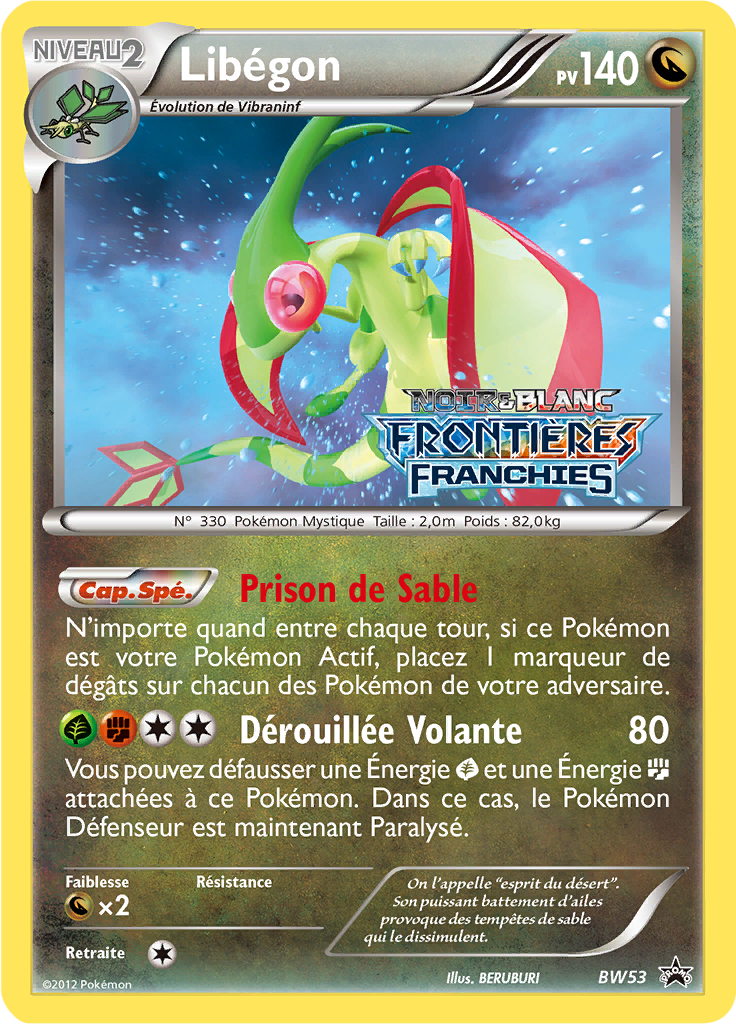 NIVEAU2
Libégon
PV140
Évolution de Vibraninf
NOIR&BLANC
FRONTIÈRES
FRANCHIES
N° 330 Pokémon Mystique Taille : 2,0m Poids : 82,0kg
Cap.Spé. Prison de Sable
N'importe quand entre chaque tour, si ce Pokémon
est votre Pokémon Actif, placez 1 marqueur de
dégâts sur chacun des Pokémon de votre adversaire.
Dérouillée Volante 80
Vous pouvez défausser une Énergie et une Énergie
attachées à ce Pokémon. Dans ce cas, le Pokémon
Défenseur est maintenant Paralysé.
Faiblesse Résistance
×2
Retraite
On l'appelle "esprit du désert".
Son puissant battement d'ailes
provoque des tempêtes de sable
qui le dissimulent.
©2012 Pokémon
Illus. BERUBURI
BW53
PROMO